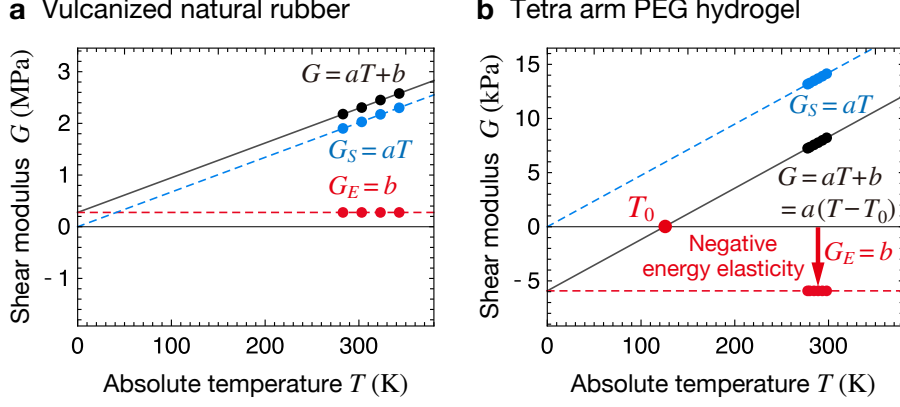 a Vulcanized natural rubber
Shear modulus G (MPa)
3
2
1
0
- 1
G = aT+b
G_S = aT
G_E = b
0 100 200 300
Absolute temperature T (K)
b Tetra arm PEG hydrogel
Shear modulus G (kPa)
15
10
5
0
- 5
G_S = aT
G = aT+b
= a(T−T_0)
T_0
Negative
energy elasticity
G_E = b
0 100 200 300
Absolute temperature T (K)